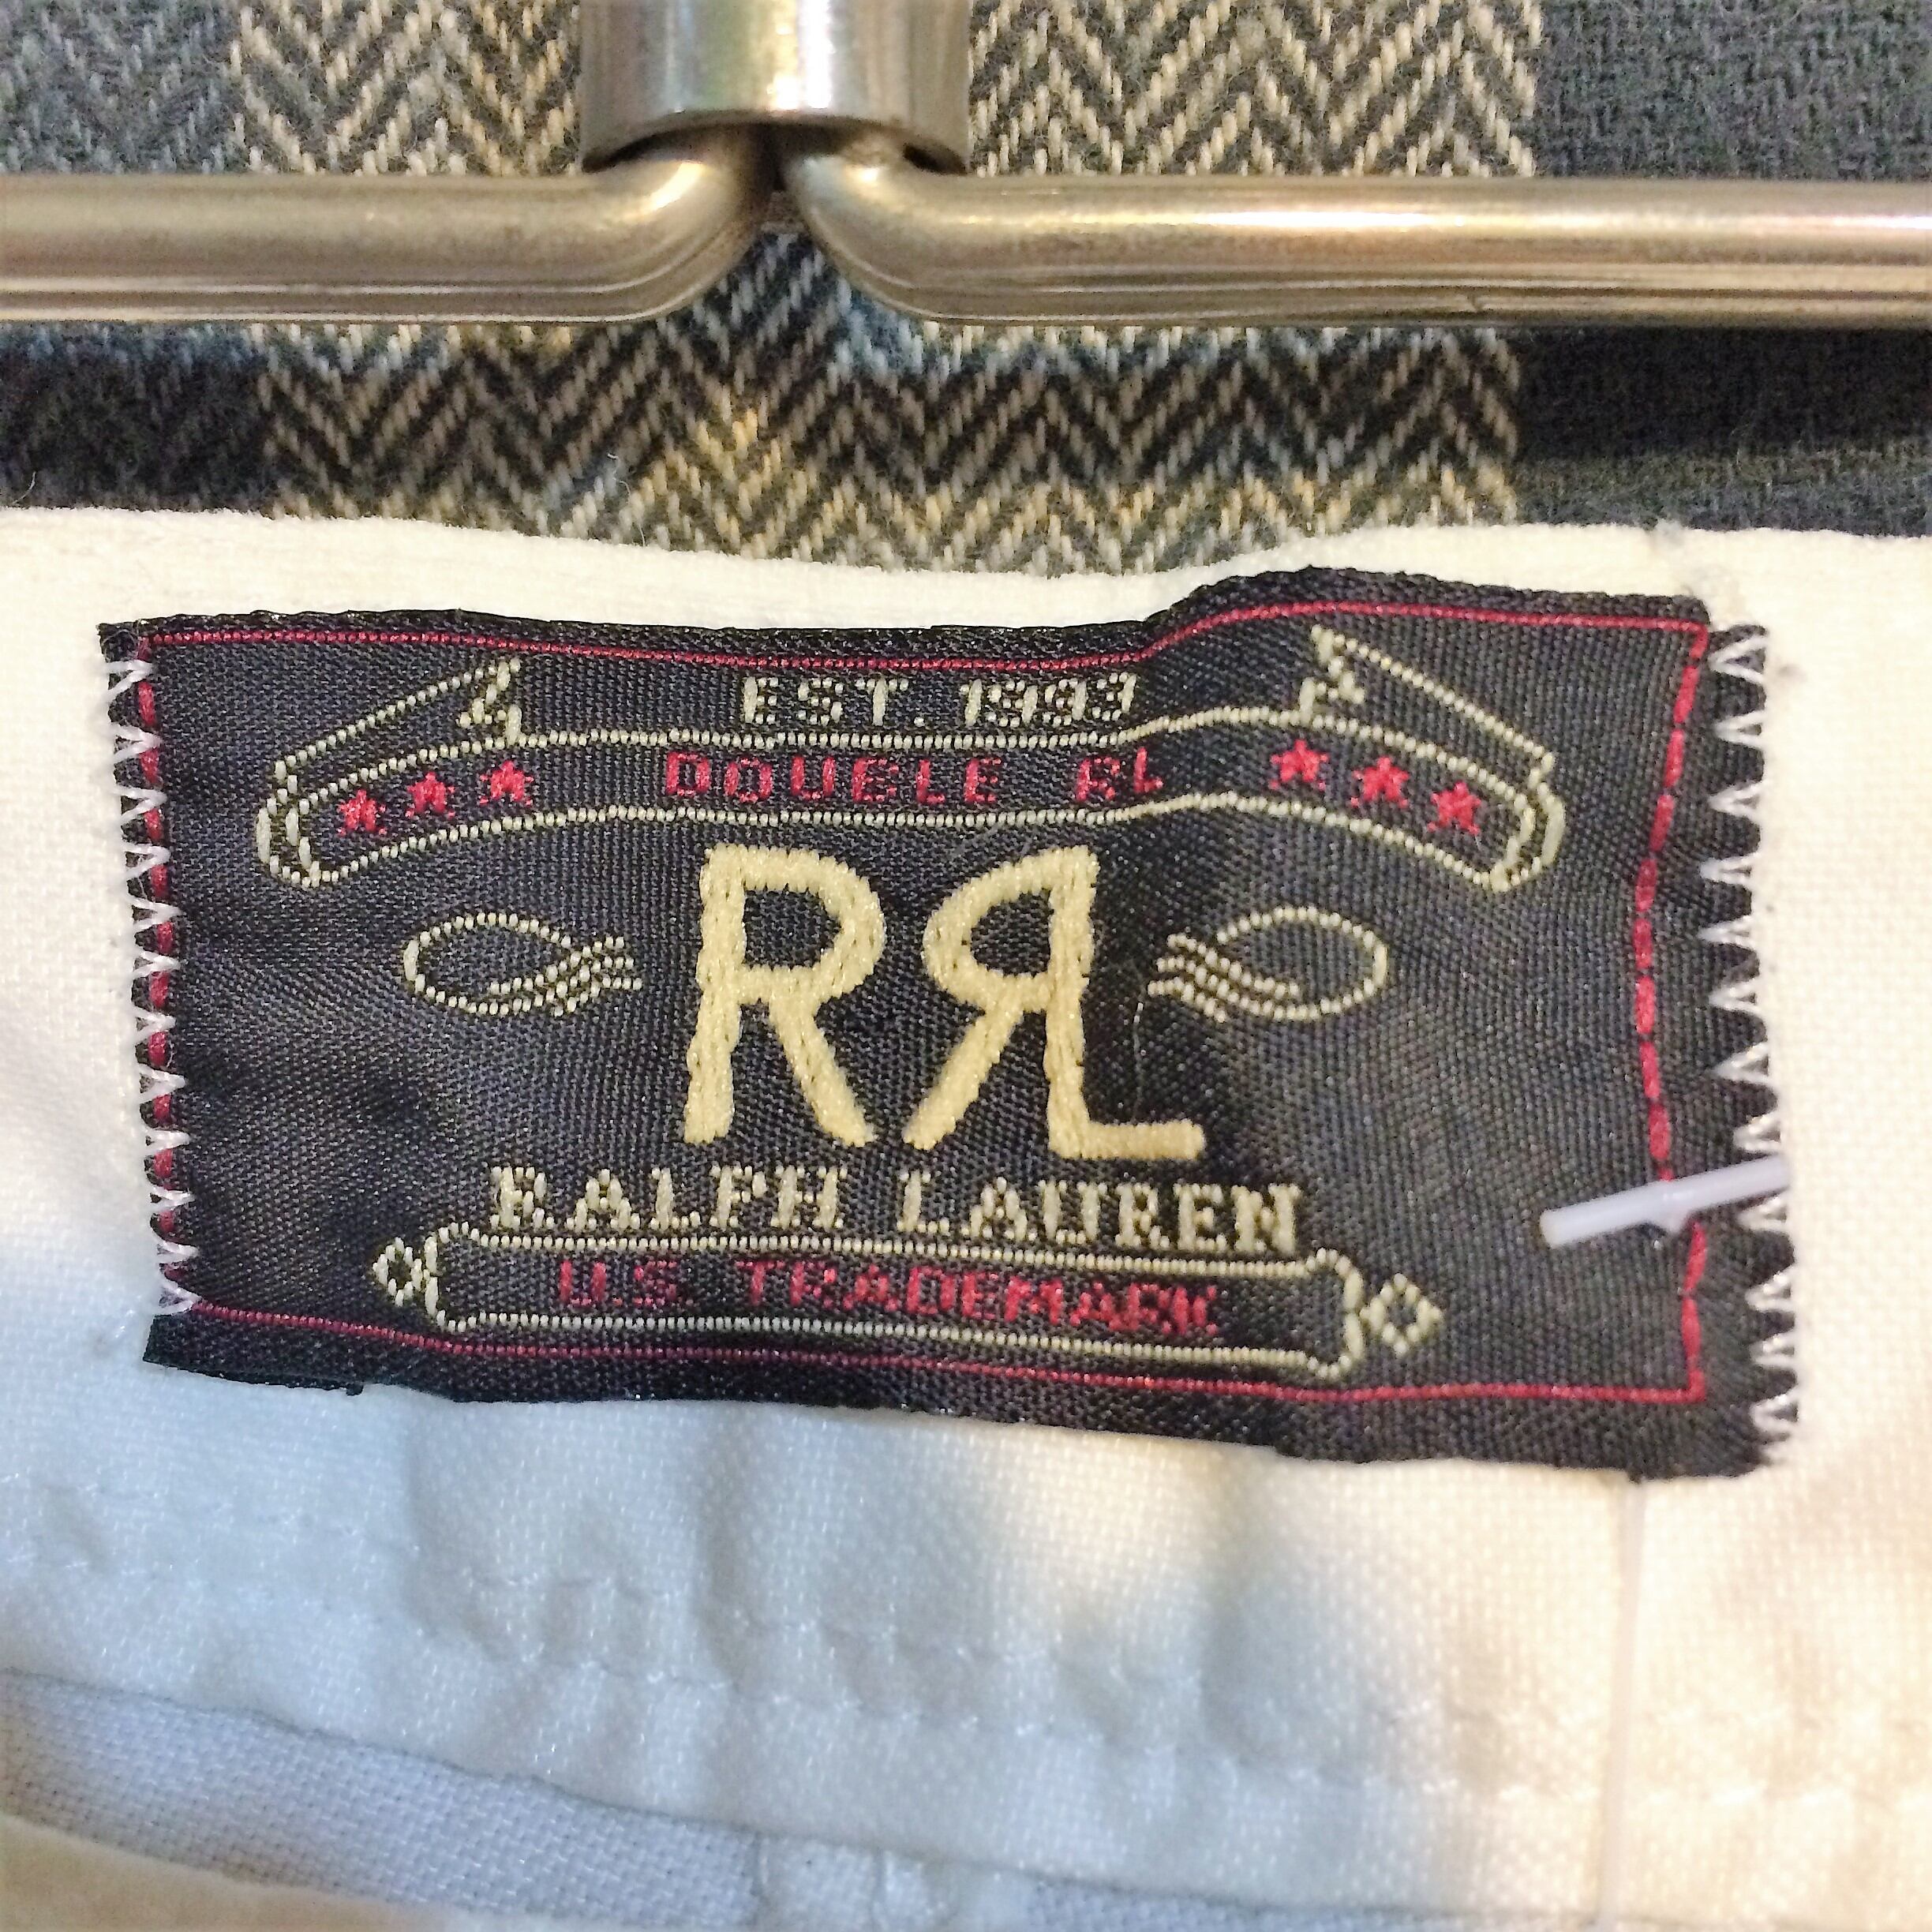 EST. 1993
DOUBLE RL
RRL
RALPH LAUREN
U.S. TRADEMARK